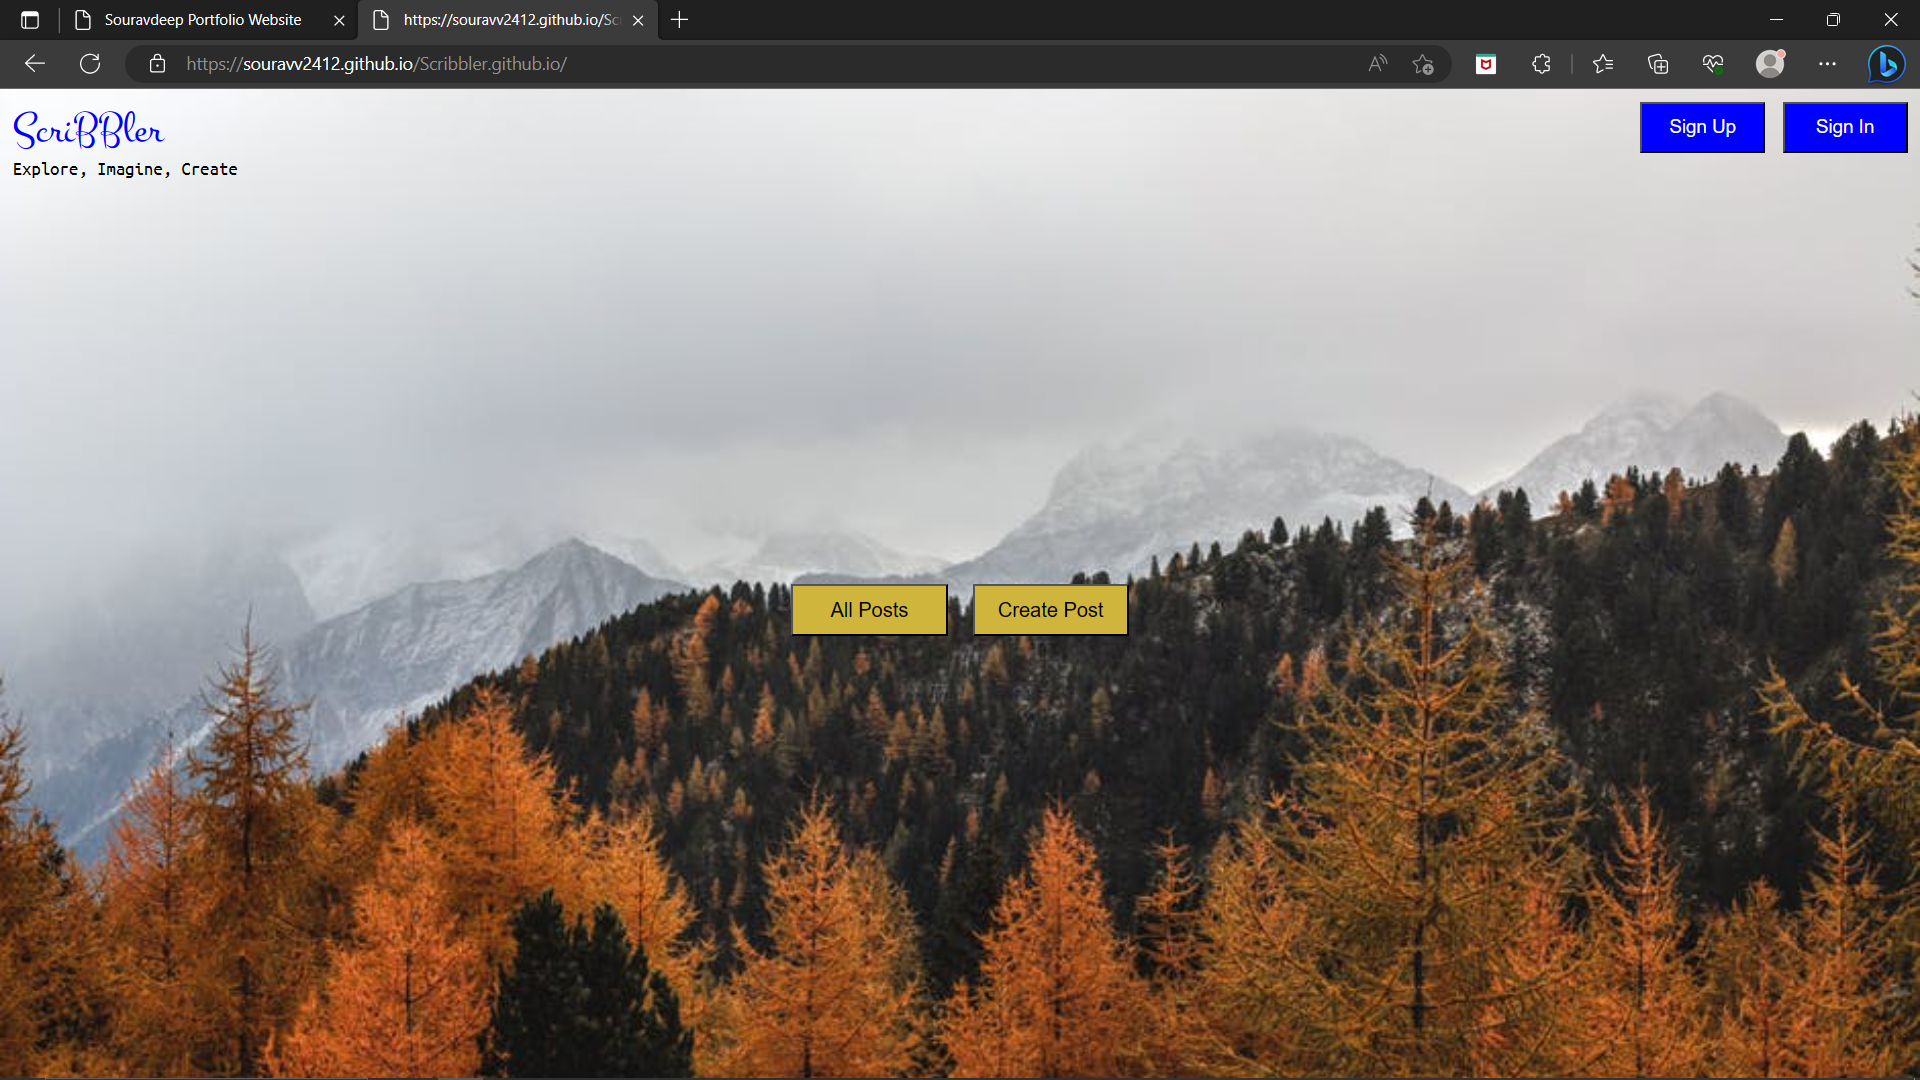 Souravdeep Portfolio Website
https://souravv2412.github.io/Sc
https://souravv2412.github.io/Scribbler.github.io/
ScriBBler
Explore, Imagine, Create
Sign Up
Sign In
All Posts
Create Post